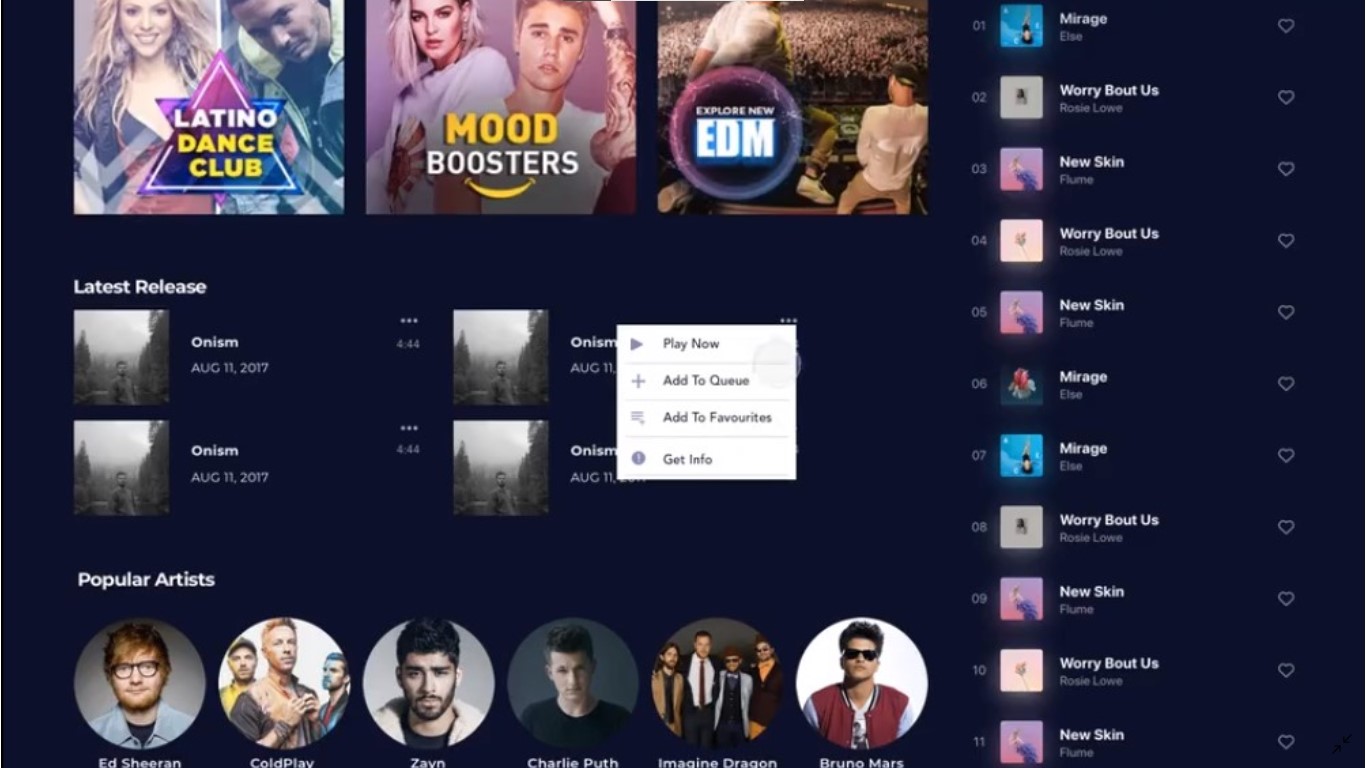 LATINO
DANCE
CLUB
MOOD
BOOSTERS
EXPLORE NEW
EDM
Latest Release
Onism
AUG 11, 2017
4:44
Onism
AUG 11,
Onism
AUG 11, 2017
4:44
Onism
AUG 11,
Play Now
Add To Queue
Add To Favourites
Get Info
Popular Artists
Ed Sheeran
ColdPlay
Zayn
Charlie Puth
Imagine Dragon
Bruno Mars
01
Mirage
Else
02
Worry Bout Us
Rosie Lowe
03
New Skin
Flume
04
Worry Bout Us
Rosie Lowe
05
New Skin
Flume
06
Mirage
Else
07
Mirage
Else
08
Worry Bout Us
Rosie Lowe
09
New Skin
Flume
10
Worry Bout Us
Rosie Lowe
11
New Skin
Flume